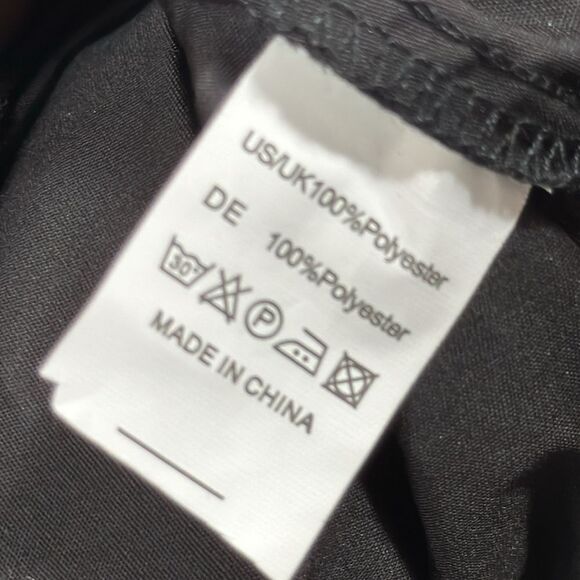 US/UK100%Polyester
DE 100%Polyester
30° P
MADE IN CHINA